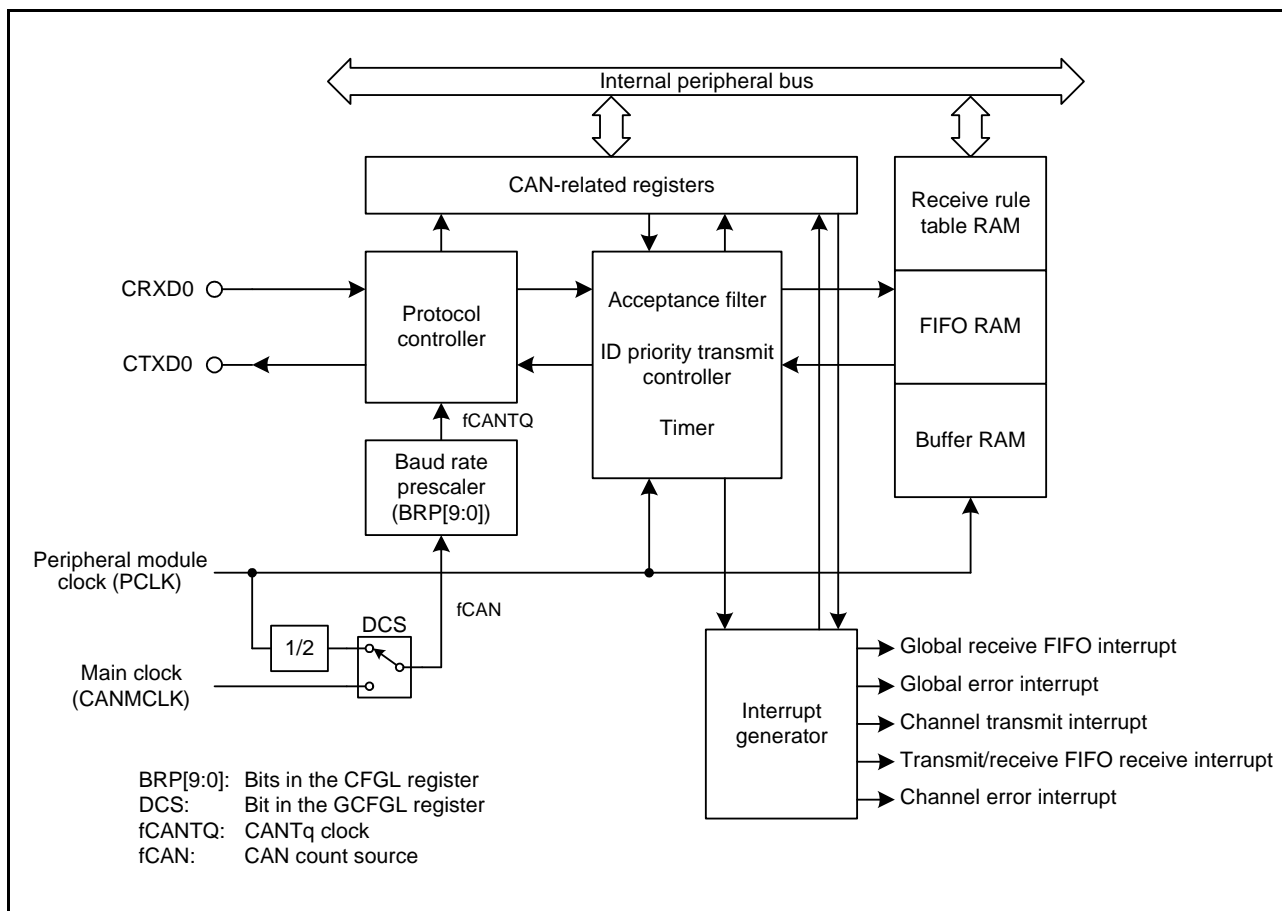 Internal peripheral bus
CAN-related registers
Receive rule
table RAM
CRXD0
Protocol
controller
Acceptance filter
ID priority transmit
controller
Timer
FIFO RAM
CTXD0
fCANTQ
Buffer RAM
Baud rate
prescaler
(BRP[9:0])
Peripheral module
clock (PCLK)
fCAN
DCS
1/2
Main clock
(CANMCLK)
Interrupt
generator
Global receive FIFO interrupt
Global error interrupt
Channel transmit interrupt
Transmit/receive FIFO receive interrupt
Channel error interrupt
BRP[9:0]: Bits in the CFGL register
DCS: Bit in the GCFGL register
fCANTQ: CANTq clock
fCAN: CAN count source